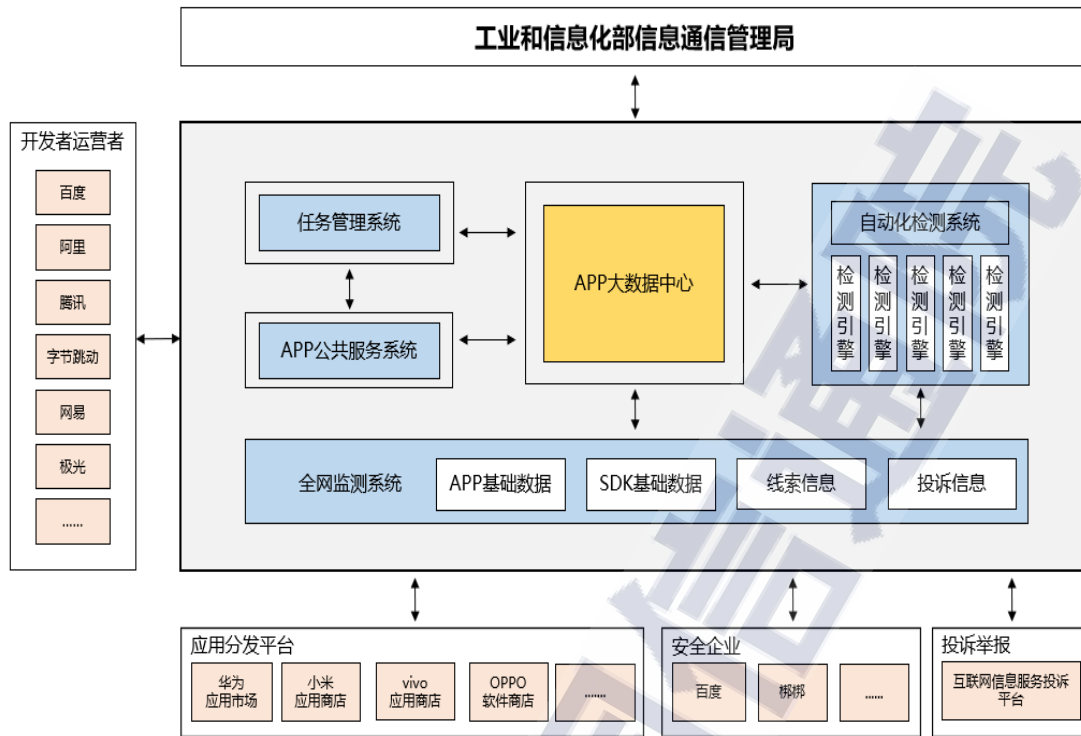 工业和信息化部信息通信管理局
开发者运营者
百度
阿里
腾讯
字节跳动
网易
极光
......
任务管理系统
APP公共服务系统
APP大数据中心
自动化检测系统
检测引擎
检测引擎
检测引擎
检测引擎
检测引擎
全网监测系统
APP基础数据
SDK基础数据
线索信息
投诉信息
应用分发平台
华为
应用市场
小米
应用商店
vivo
应用商店
OPPO
软件商店
.......
安全企业
百度
梆梆
......
投诉举报
互联网信息服务投诉
平台
信通院